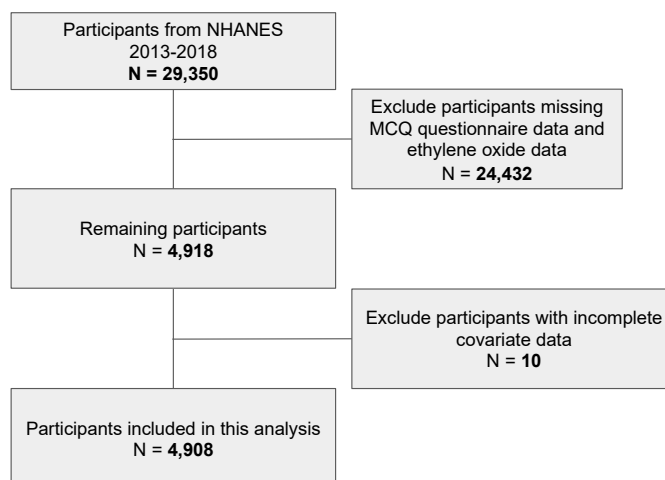 Participants from NHANES
2013-2018
N = 29,350
Exclude participants missing
MCQ questionnaire data and
ethylene oxide data
N = 24,432
Remaining participants
N = 4,918
Exclude participants with incomplete
covariate data
N = 10
Participants included in this analysis
N = 4,908